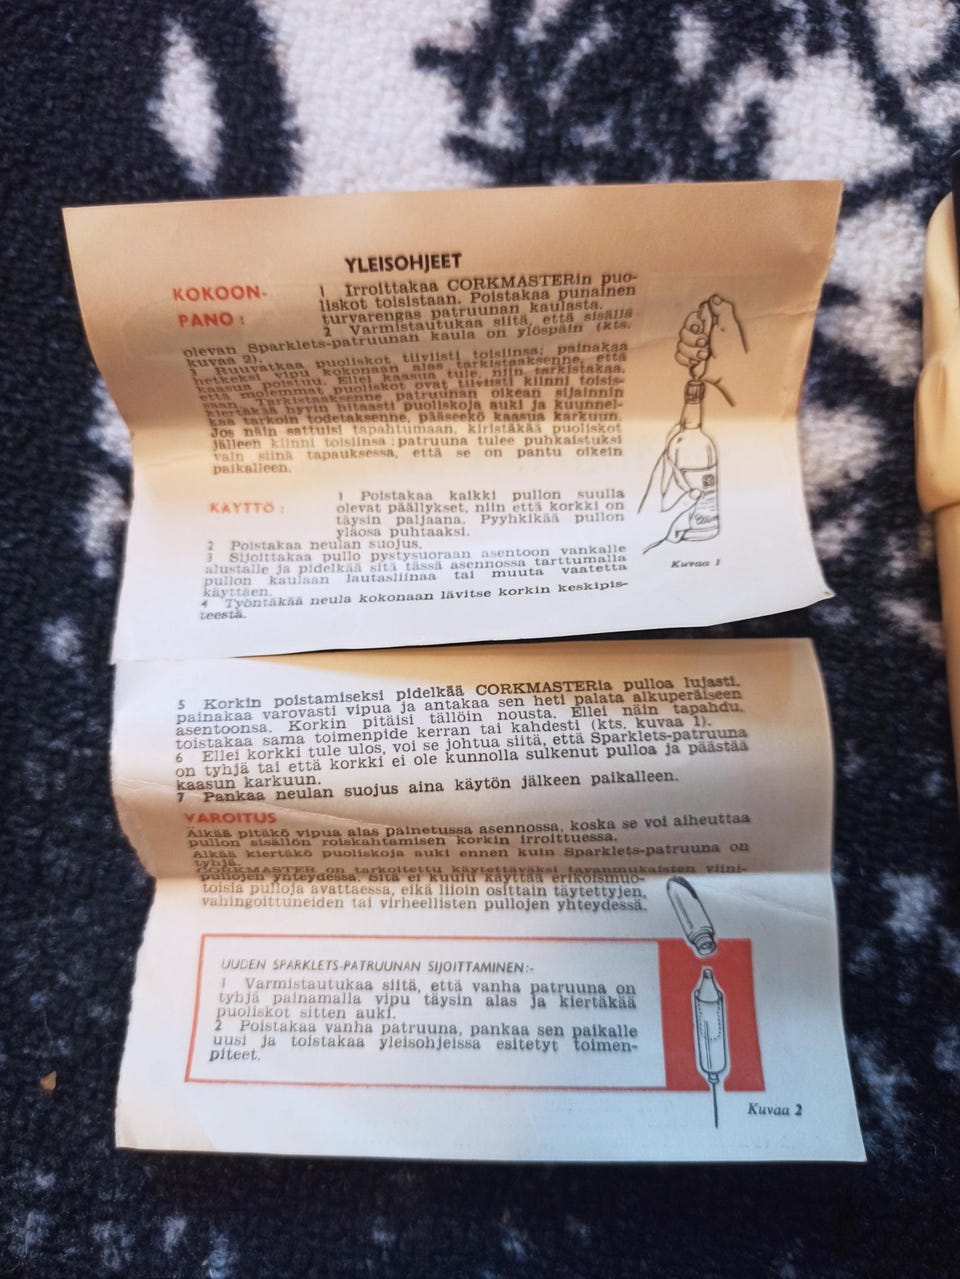 YLEISOHJEET
KOKOON-
PANO:
1 Irroittakaa CORKMASTERin puo-
liskot toisistaan. Poistakaa punainen
turvarengas patruunan kaulasta.
2 Varmistautukaa siitä, että sisällä
olevan Sparklets-patruunan kaula on ylöspäin (kts.
kuvaa 2).
3 Ruuvatkaa puoliskot tiiviisti toisiinsa; painakaa
hetkeksi vipu kokonaan alas tarkistaaksenne, että
kaasua poistuu. Ellei kaasua tule, niin tarkistakaa,
että molemmat puoliskot ovat tiiviisti kiinni toisis-
saan. Tarkistaaksenne patruunan oikean sijainnin
kiertäkää hyvin hitaasti puoliskoja auki ja kuunnel-
kaa tarkoin todetaksenne, pääseekö kaasua karkuun.
Jos näin sattuisi tapahtumaan, kiristäkää puoliskot
jälleen kiinni toisiinsa: patruuna tulee puhkaistuksi
vain siinä tapauksessa, että se on pantu oikein
paikalleen.
KÄYTTÖ:
1 Poistakaa kaikki pullon suulla
olevat päällykset, niin että korkki on
täysin paljaana. Pyyhkikää pullon
yläosa puhtaaksi.
2 Poistakaa neulan suojus.
3 Sijoittakaa pullo pystysuoraan asentoon vankalle
alustalle ja pidelkää sitä tässä asennossa tarttumalla
pullon kaulaan lautasliinaa tai muuta vaatetta
käyttäen.
4 Työntäkää neula kokonaan lävitse korkin keskipis-
teestä.
Kuvaa 1
5 Korkin poistamiseksi pidelkää CORKMASTERia pulloa lujasti,
painakaa varovasti vipua ja antakaa sen heti palata alkuperäiseen
asentoonsa. Korkin pitäisi tällöin nousta. Ellei näin tapahdu,
toistakaa sama toimenpide kerran tai kahdesti (kts. kuvaa 1).
6 Ellei korkki tule ulos, voi se johtua siitä, että Sparklets-patruuna
on tyhjä tai että korkki ei ole kunnolla sulkenut pulloa ja päästää
kaasun karkuun.
7 Pankaa neulan suojus aina käytön jälkeen paikalleen.
VAROITUS
Älkää pitäkö vipua alas painetussa asennossa, koska se voi aiheuttaa
pullon sisällön roiskahtamisen korkin irroittuessa.
Älkää kiertäkö puoliskoja auki ennen kuin Sparklets-patruuna on
tyhjä.
CORKMASTER on tarkoitettu käytettäväksi tavanmukaisten viini-
pullojen yhteydessä. Sitä ei kuulu käyttää erikoismuo-
toisia pulloja avattaessa, eikä liioin osittain täytettyjen,
vahingoittuneiden tai virheellisten pullojen yhteydessä.
UUDEN SPARKLETS-PATRUUNAN SIJOITTAMINEN:-
1 Varmistautukaa siitä, että vanha patruuna on
tyhjä painamalla vipu täysin alas ja kiertäkää
puoliskot sitten auki.
2 Poistakaa vanha patruuna, pankaa sen paikalle
uusi ja toistakaa yleisohjeissa esitetyt toimen-
piteet.
Kuvaa 2